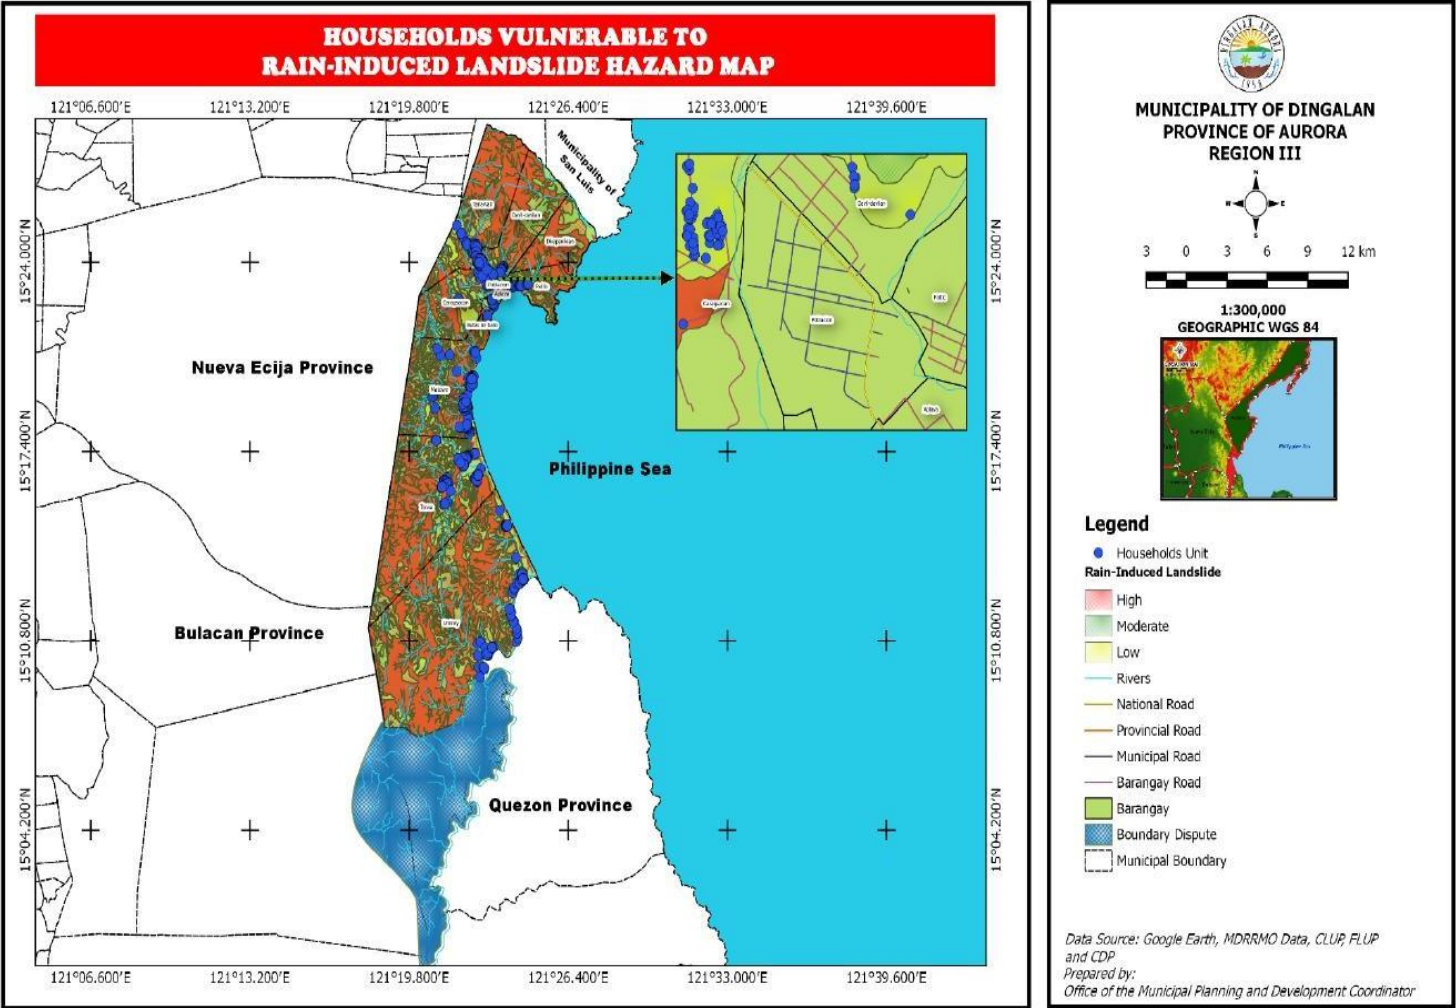 HOUSEHOLDS VULNERABLE TO
RAIN-INDUCED LANDSLIDE HAZARD MAP
121°06.600'E 121°13.200'E 121°19.800'E 121°26.400'E 121°33.000'E 121°39.600'E
Municipality of
San Luis
15°24.000'N
15°24.000'N
Nueva Ecija Province
15°17.400'N
15°17.400'N
Philippine Sea
Bulacan Province
15°10.800'N
15°10.800'N
Quezon Province
15°04.200'N
15°04.200'N
121°06.600'E 121°13.200'E 121°19.800'E 121°26.400'E 121°33.000'E 121°39.600'E
DINGALAN AURORA
1956
MUNICIPALITY OF DINGALAN
PROVINCE OF AURORA
REGION III
N
W E
S
3 0 3 6 9 12 km
1:300,000
GEOGRAPHIC WGS 84
Philippine Sea
Legend
Households Unit
Rain-Induced Landslide
High
Moderate
Low
Rivers
National Road
Provincial Road
Municipal Road
Barangay Road
Barangay
Boundary Dispute
Municipal Boundary
Data Source: Google Earth, MDRRMO Data, CLUP, FLUP
and CDP
Prepared by:
Office of the Municipal Planning and Development Coordinator